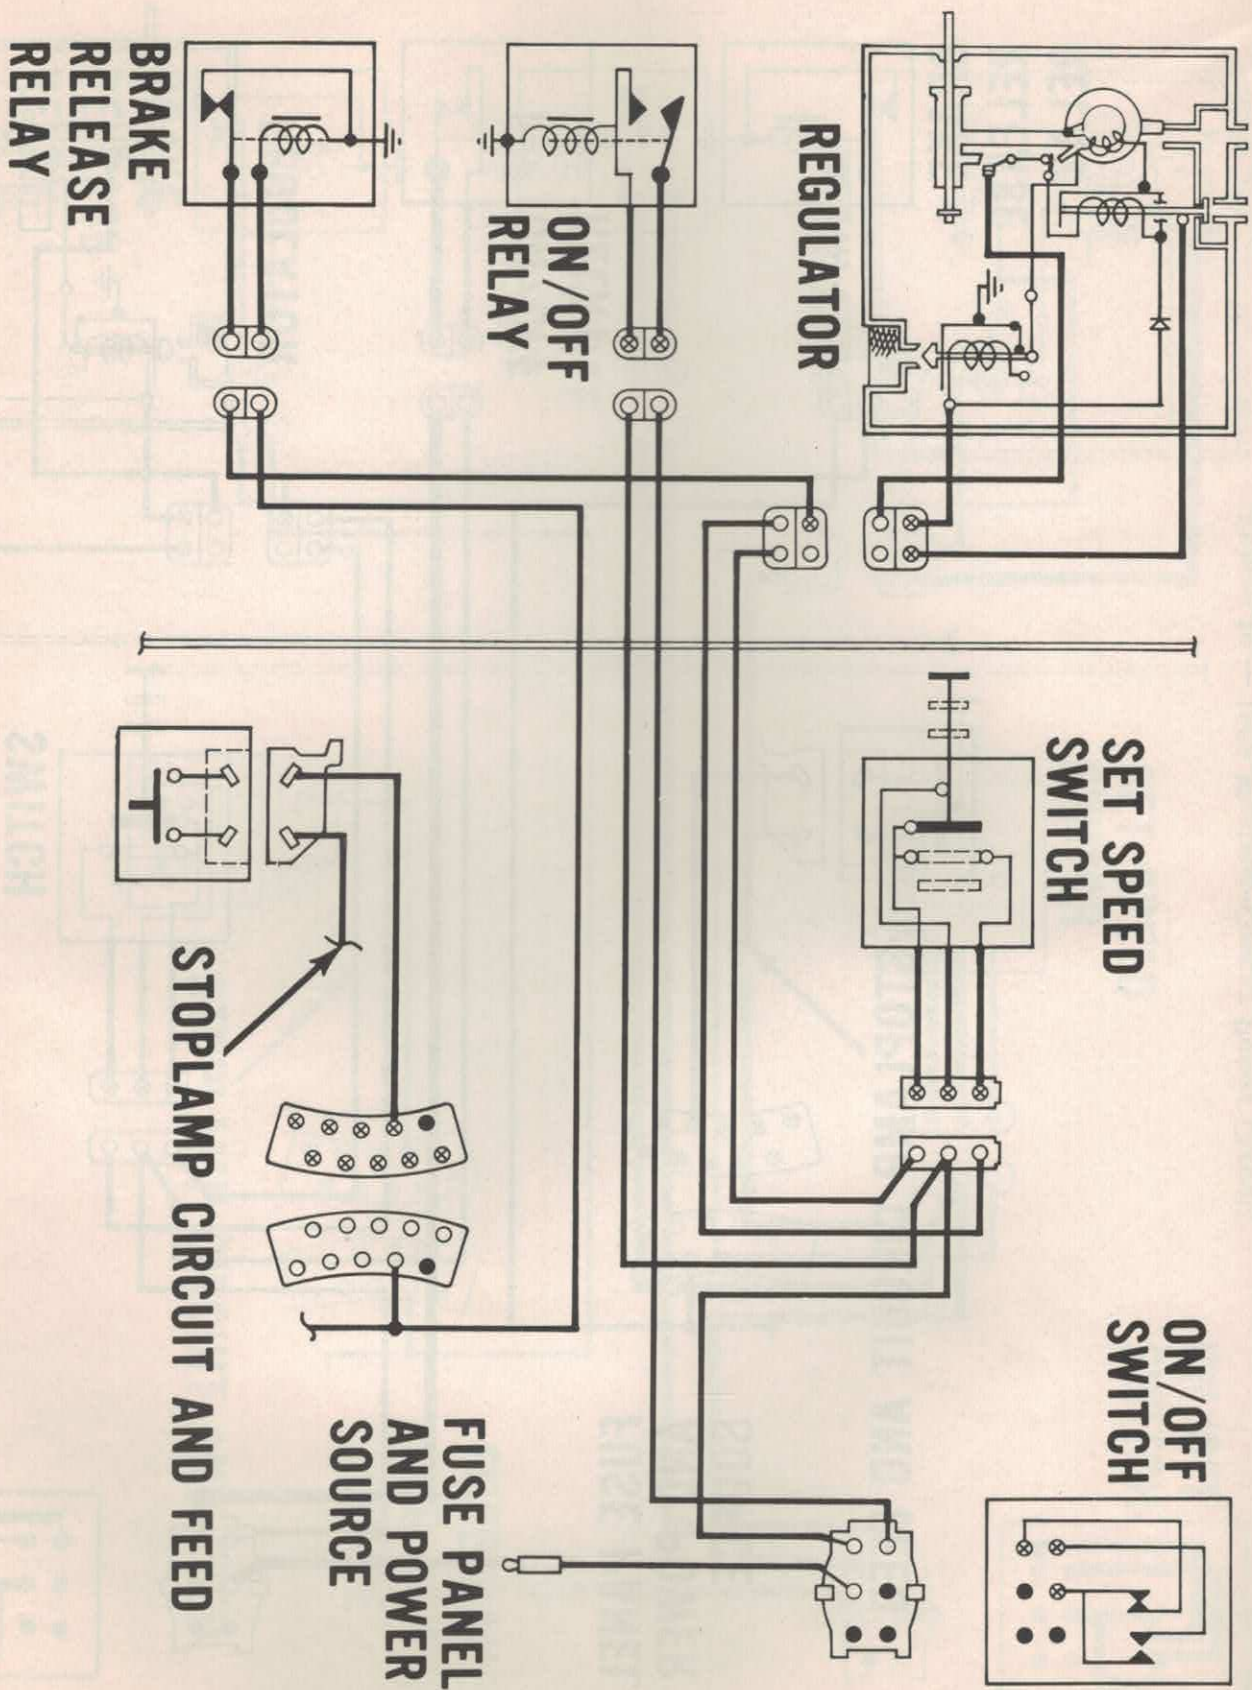 REGULATOR
ON/OFF
RELAY
BRAKE
RELEASE
RELAY
SET SPEED
SWITCH
STOPLAMP CIRCUIT AND FEED
ON/OFF
SWITCH
FUSE PANEL
AND POWER
SOURCE